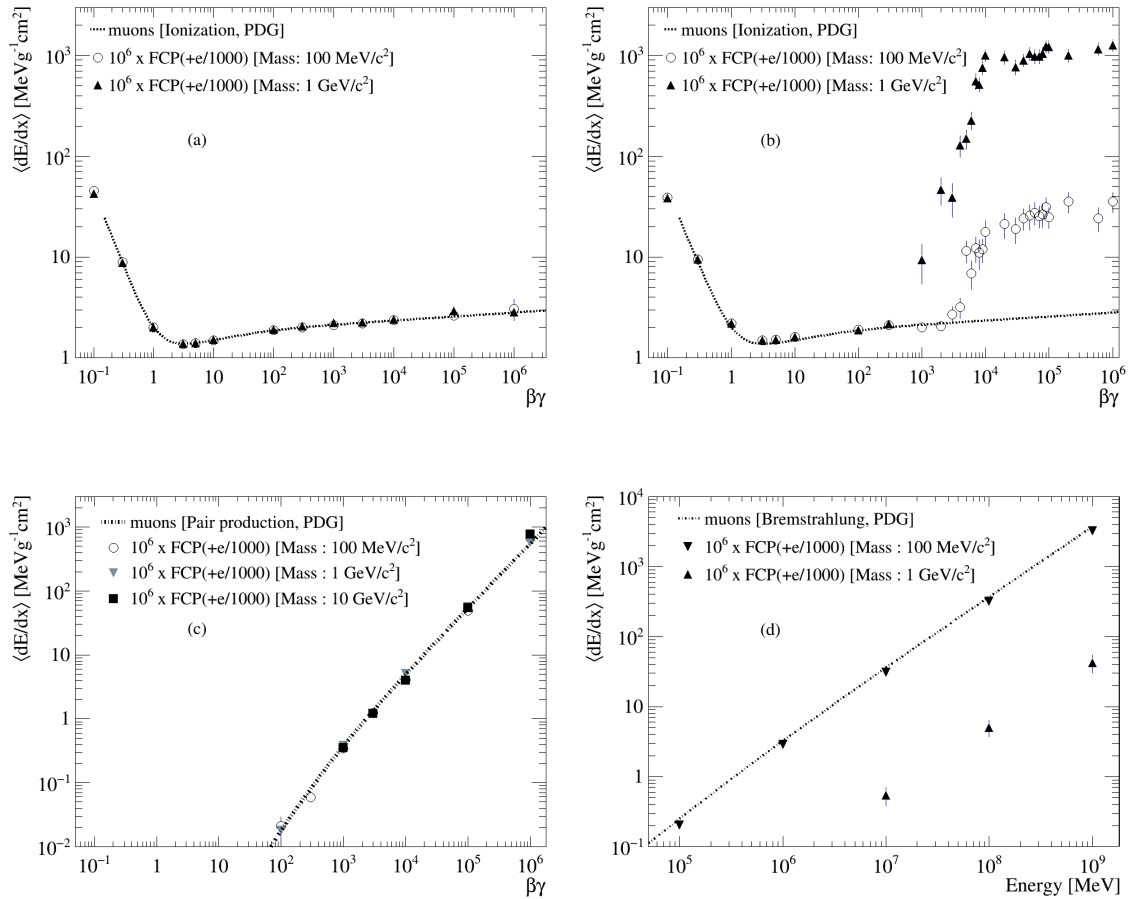 muons [Ionization, PDG]
10⁶ x FCP(+e/1000) [Mass: 100 MeV/c²]
10⁶ x FCP(+e/1000) [Mass: 1 GeV/c²]
(a)
⟨dE/dx⟩ [MeVg⁻¹cm²]
10³
10²
10
1
10⁻¹ 1 10 10² 10³ 10⁴ 10⁵ 10⁶
βγ
muons [Ionization, PDG]
10⁶ x FCP(+e/1000) [Mass: 100 MeV/c²]
10⁶ x FCP(+e/1000) [Mass: 1 GeV/c²]
(b)
⟨dE/dx⟩ [MeVg⁻¹cm²]
10³
10²
10
1
10⁻¹ 1 10 10² 10³ 10⁴ 10⁵ 10⁶
βγ
muons [Pair production, PDG]
10⁶ x FCP(+e/1000) [Mass : 100 MeV/c²]
10⁶ x FCP(+e/1000) [Mass : 1 GeV/c²]
10⁶ x FCP(+e/1000) [Mass : 10 GeV/c²]
(c)
⟨dE/dx⟩ [MeVg⁻¹cm²]
10³
10²
10
1
10⁻¹
10⁻²
10⁻¹ 1 10 10² 10³ 10⁴ 10⁵ 10⁶
βγ
muons [Bremstrahlung, PDG]
10⁶ x FCP(+e/1000) [Mass : 100 MeV/c²]
10⁶ x FCP(+e/1000) [Mass : 1 GeV/c²]
(d)
⟨dE/dx⟩ [MeVg⁻¹cm²]
10⁴
10³
10²
10
1
10⁻¹
10⁵ 10⁶ 10⁷ 10⁸ 10⁹
Energy [MeV]